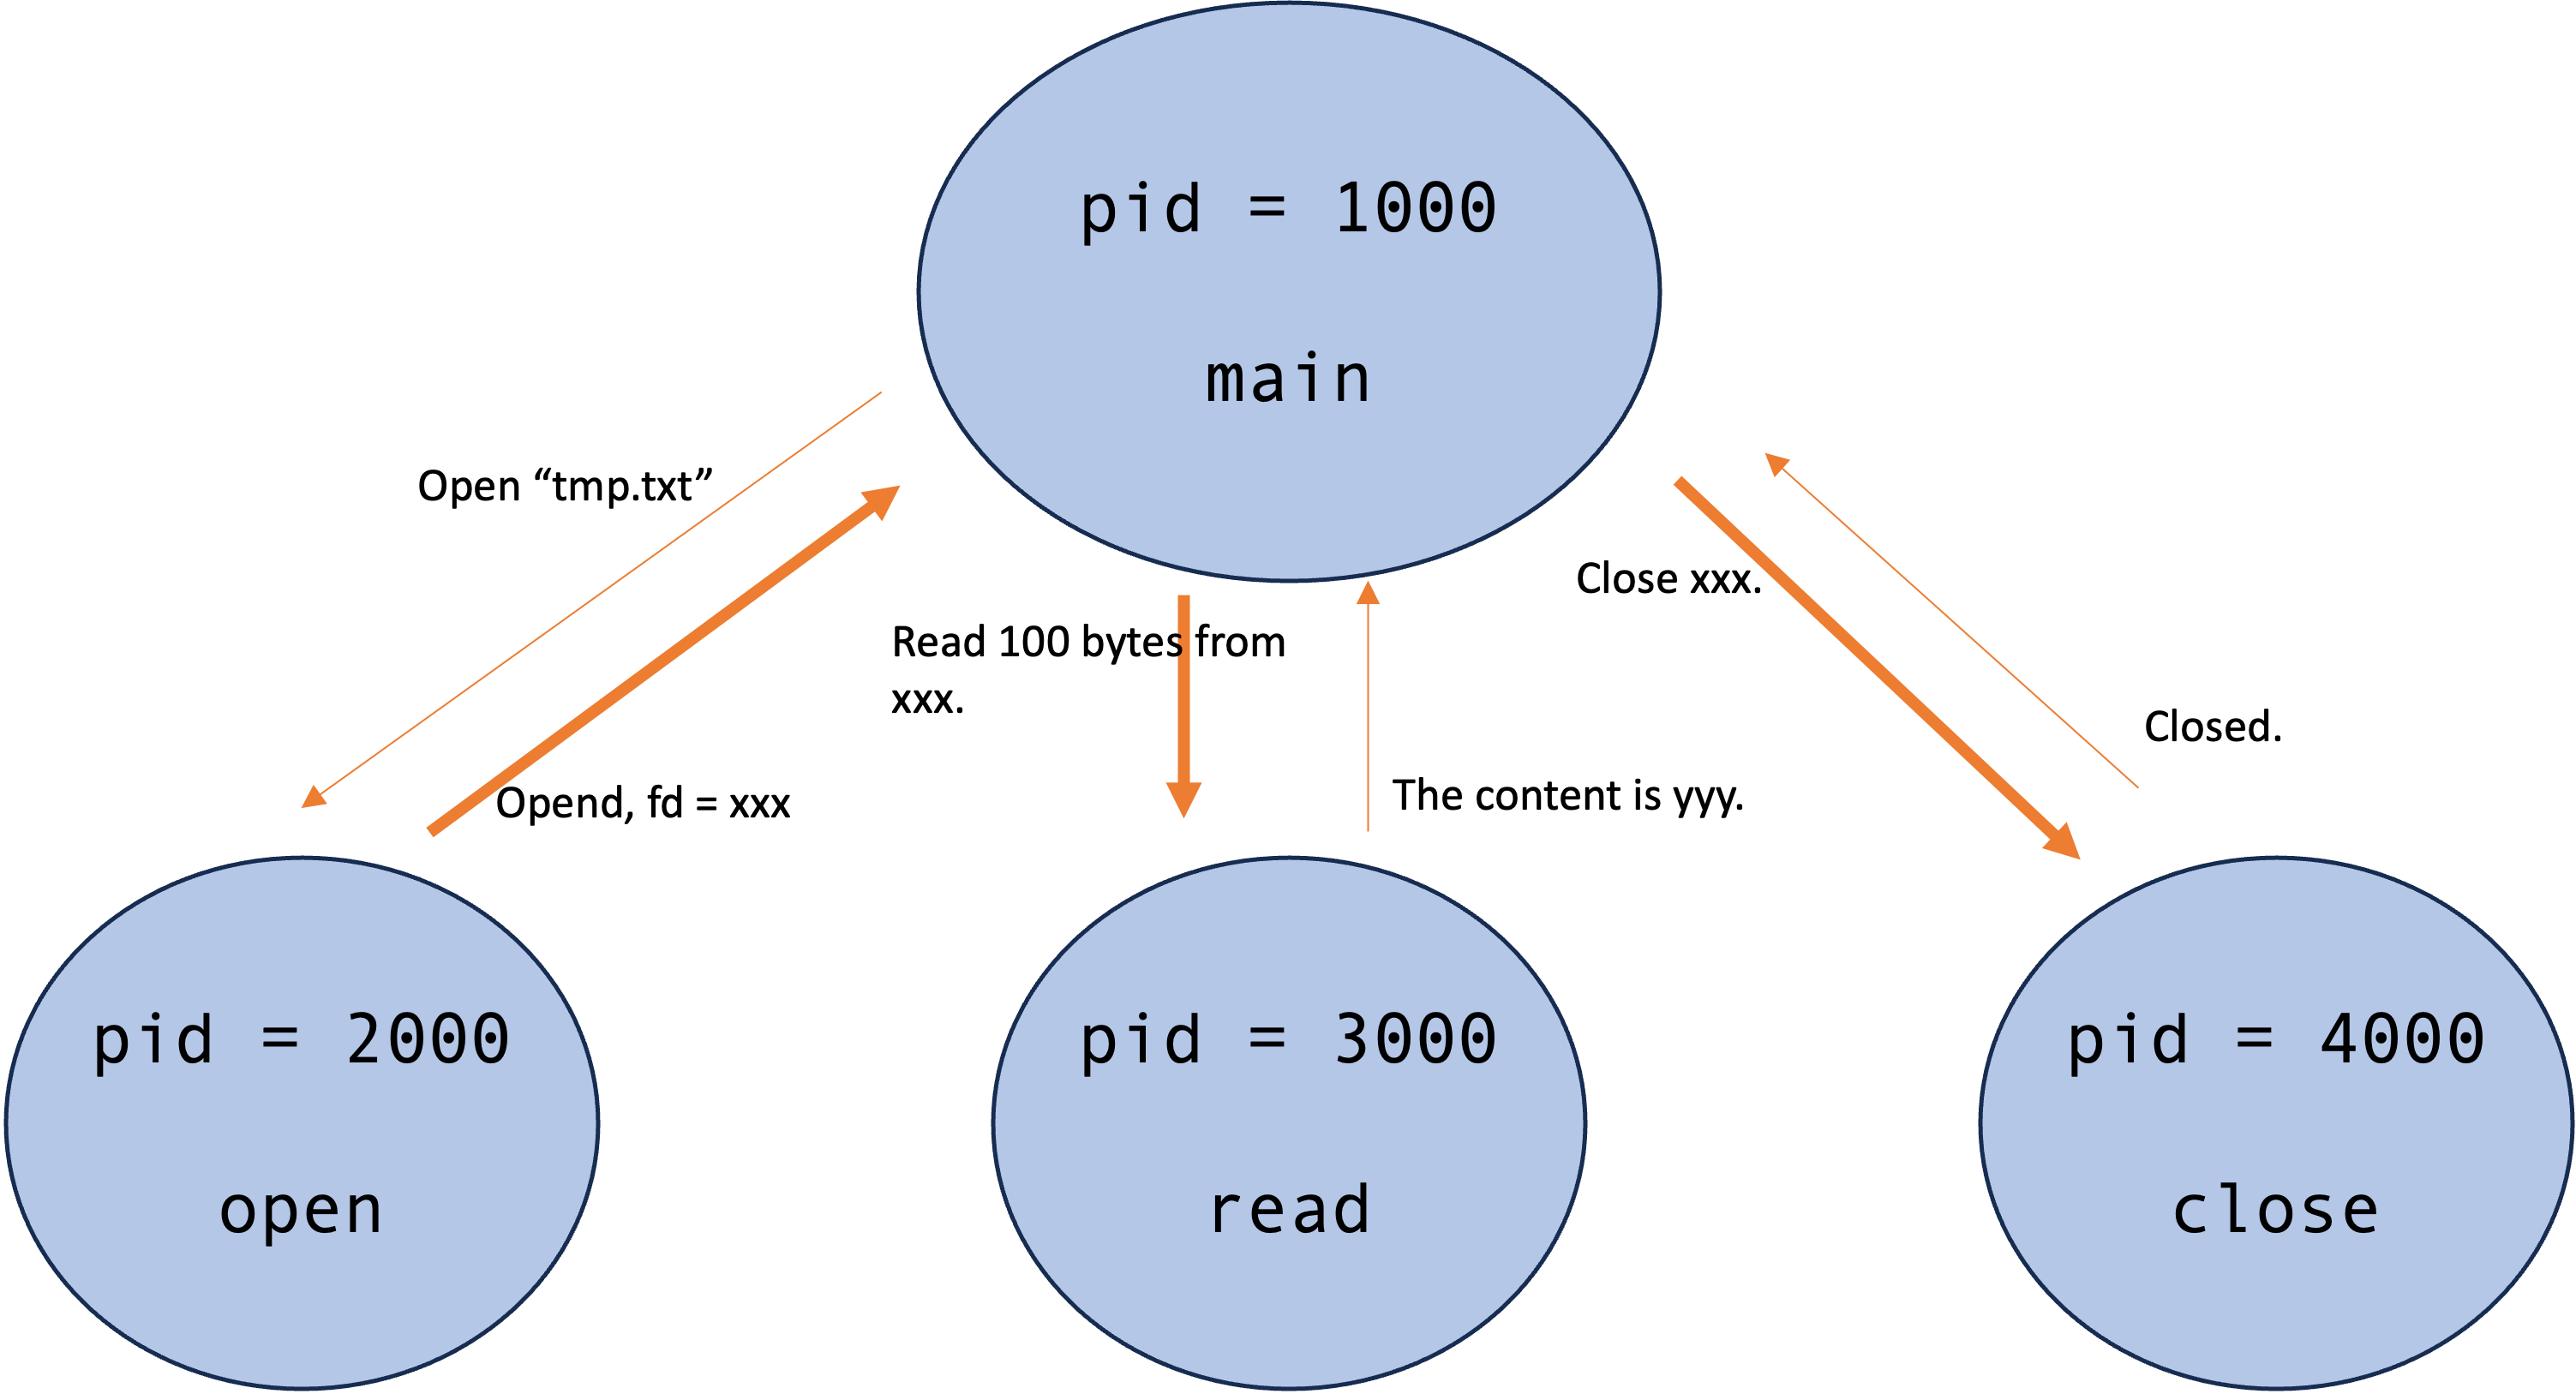 pid = 1000
main
Open “tmp.txt”
Close xxx.
Read 100 bytes from
xxx.
Closed.
Opend, fd = xxx
The content is yyy.
pid = 2000
open
pid = 3000
read
pid = 4000
close